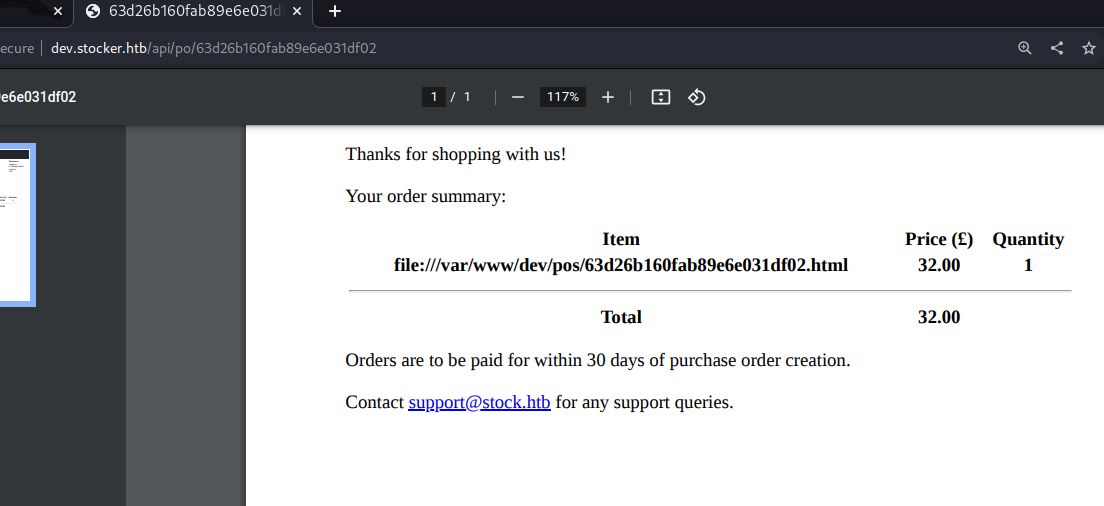 63d26b160fab89e6e031d
ecure dev.stocker.htb/api/po/63d26b160fab89e6e031df02
e6e031df02 1 / 1 117%
Thanks for shopping with us!
Your order summary:
Item Price (£) Quantity
file:///var/www/dev/pos/63d26b160fab89e6e031df02.html 32.00 1
Total 32.00
Orders are to be paid for within 30 days of purchase order creation.
Contact support@stock.htb for any support queries.